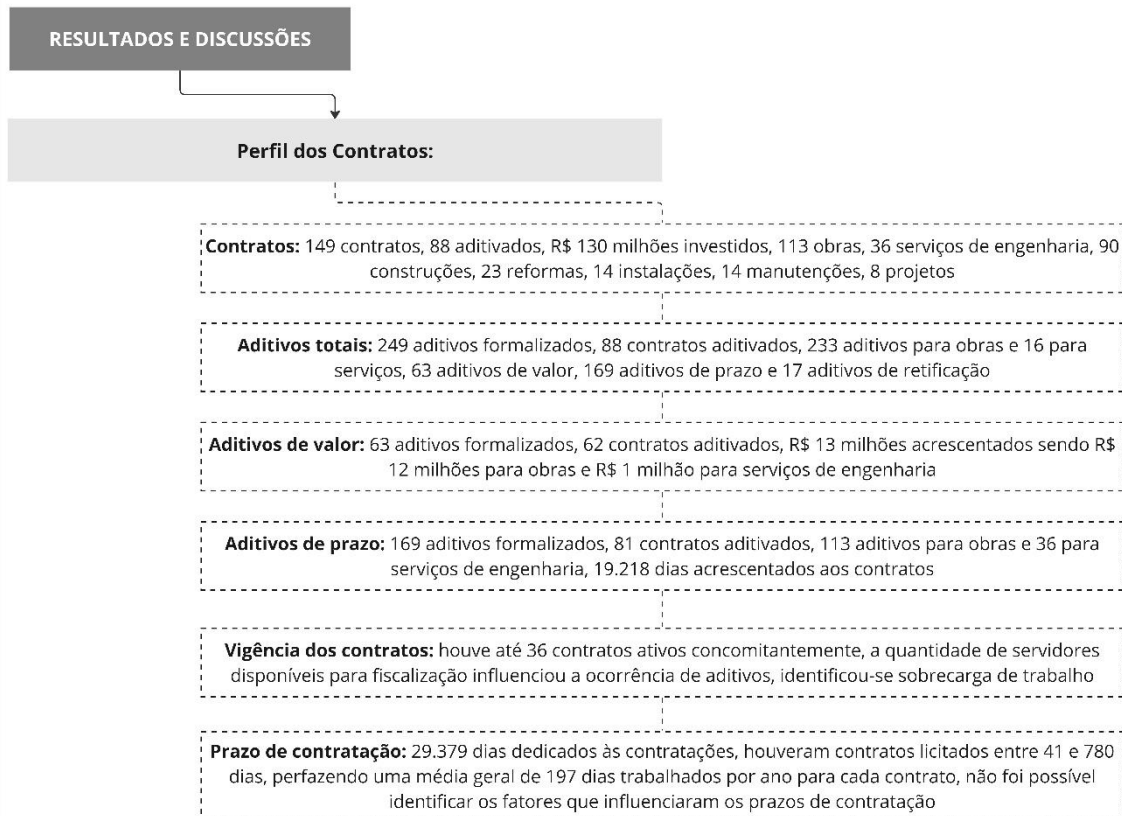 RESULTADOS E DISCUSSÕES
Perfil dos Contratos:
Contratos: 149 contratos, 88 aditivados, R$ 130 milhões investidos, 113 obras, 36 serviços de engenharia, 90
construções, 23 reformas, 14 instalações, 14 manutenções, 8 projetos
Aditivos totais: 249 aditivos formalizados, 88 contratos aditivados, 233 aditivos para obras e 16 para
serviços, 63 aditivos de valor, 169 aditivos de prazo e 17 aditivos de retificação
Aditivos de valor: 63 aditivos formalizados, 62 contratos aditivados, R$ 13 milhões acrescentados sendo R$
12 milhões para obras e R$ 1 milhão para serviços de engenharia
Aditivos de prazo: 169 aditivos formalizados, 81 contratos aditivados, 113 aditivos para obras e 36 para
serviços de engenharia, 19.218 dias acrescentados aos contratos
Vigência dos contratos: houve até 36 contratos ativos concomitantemente, a quantidade de servidores
disponíveis para fiscalização influenciou a ocorrência de aditivos, identificou-se sobrecarga de trabalho
Prazo de contratação: 29.379 dias dedicados às contratações, houveram contratos licitados entre 41 e 780
dias, perfazendo uma média geral de 197 dias trabalhados por ano para cada contrato, não foi possível
identificar os fatores que influenciaram os prazos de contratação